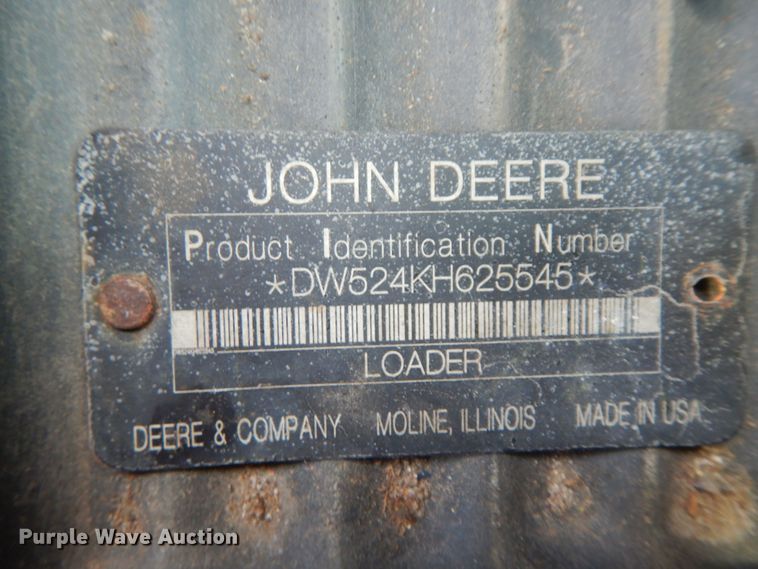 JOHN DEERE
Product Identification Number
*DW524KH625545*
LOADER
DEERE & COMPANY MOLINE, ILLINOIS MADE IN USA
Purple Wave Auction